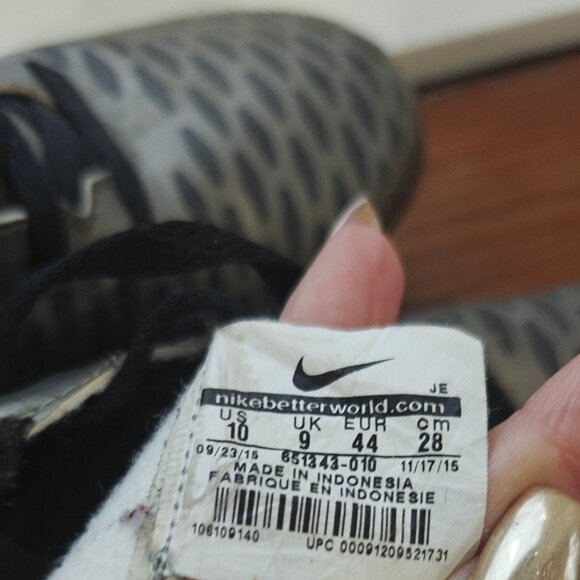 JE
nikebetterworld.com
US UK EUR cm
10 9 44 28
09/23/15 651343-010 11/17/15
MADE IN INDONESIA
FABRIQUE EN INDONESIE
106109140
UPC 00091209521731